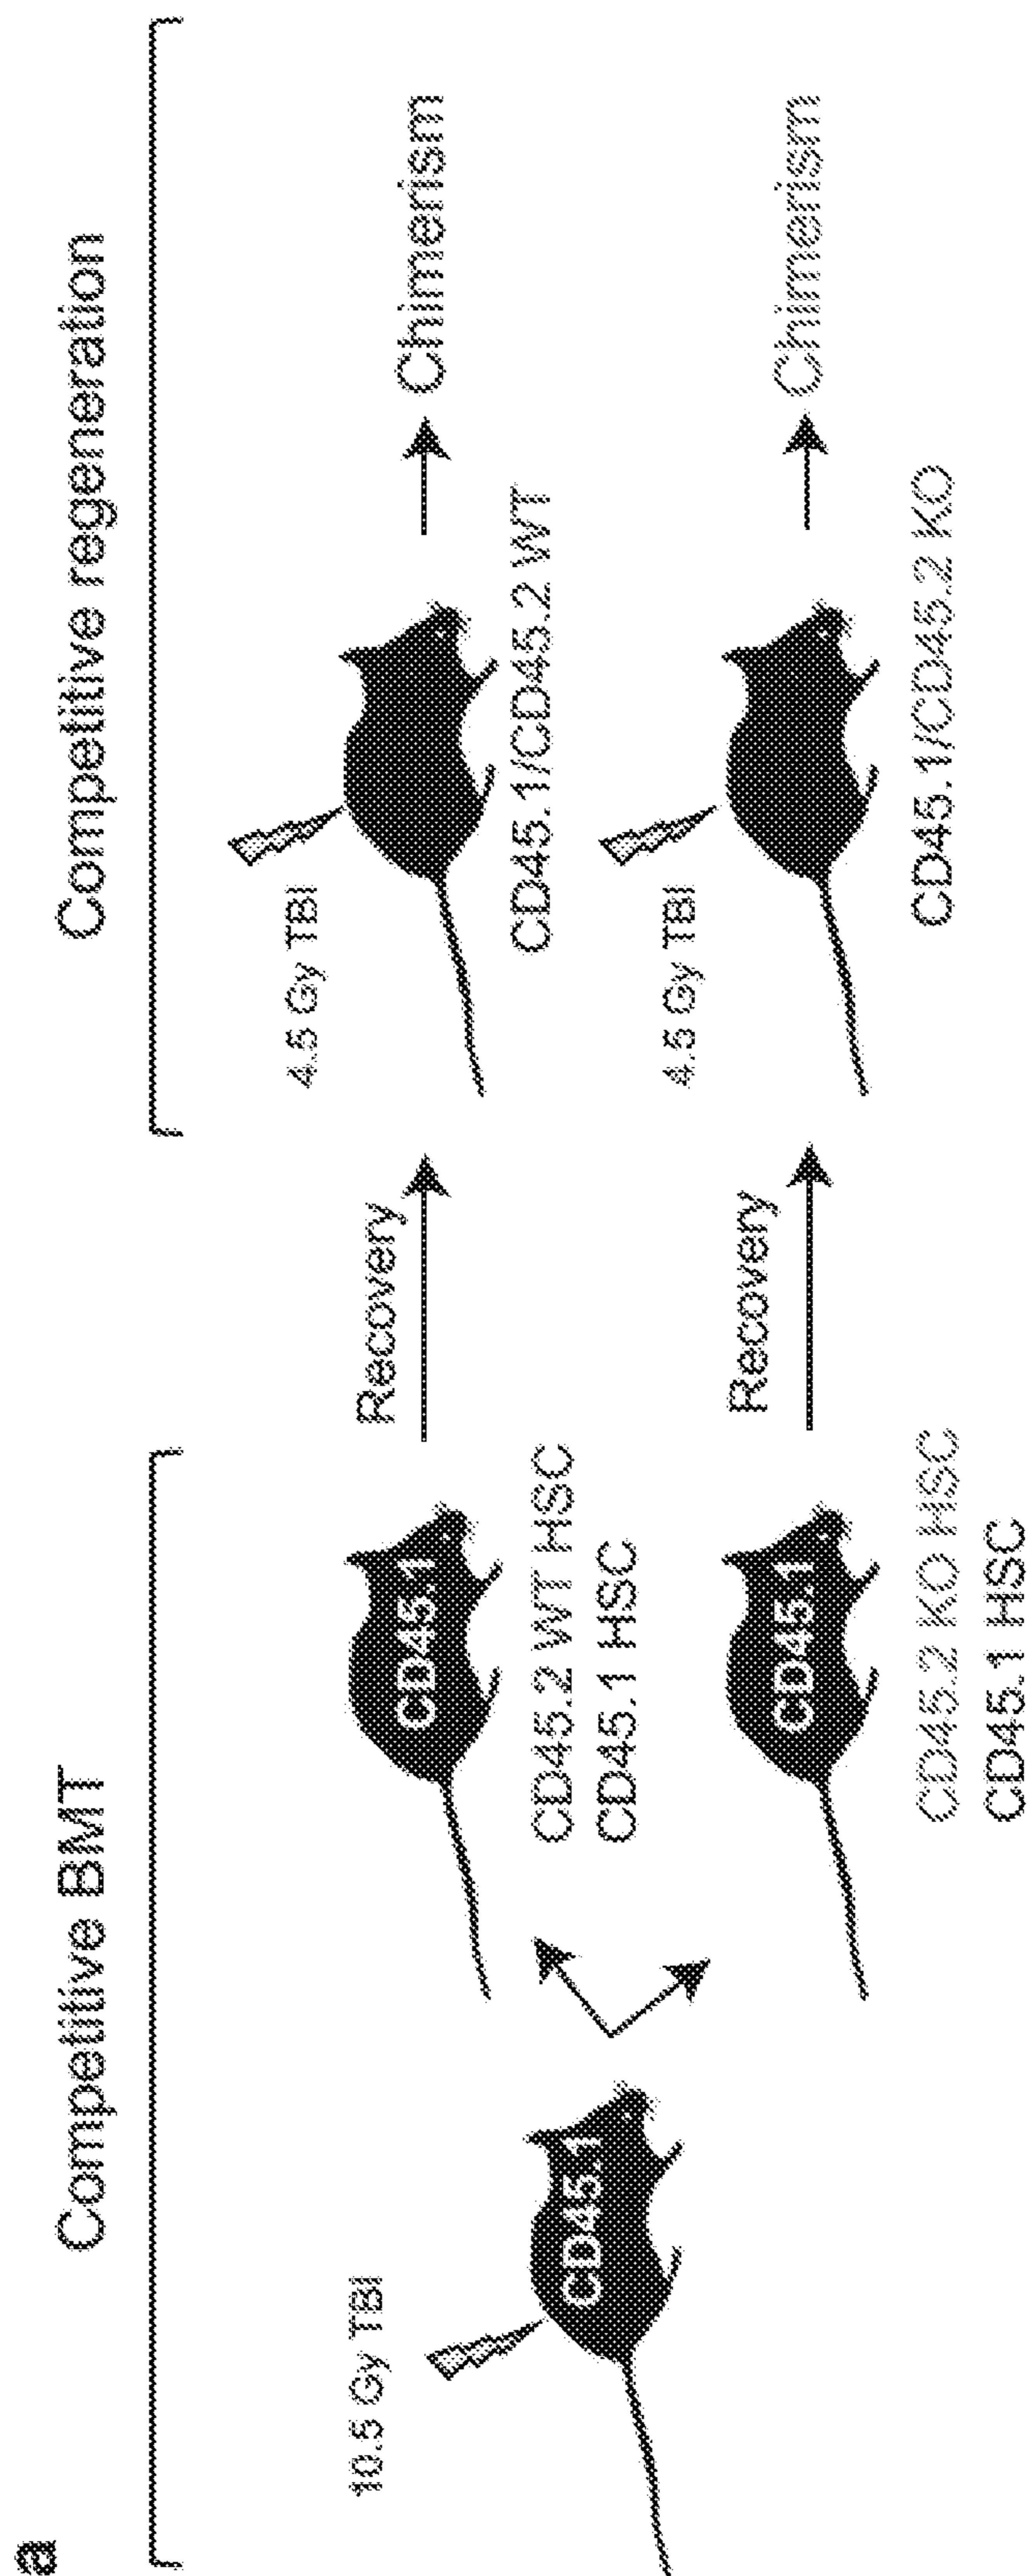 a
Competitive BMT
Competitive regeneration
10.5 Gy TBI
CD45.1
CD45.1
CD45.2 WT HSC
CD45.1 HSC
Recovery
4.5 Gy TBI
CD45.1/CD45.2 WT
Chimerism
CD45.1
CD45.2 KO HSC
CD45.1 HSC
Recovery
4.5 Gy TBI
CD45.1/CD45.2 KO
Chimerism